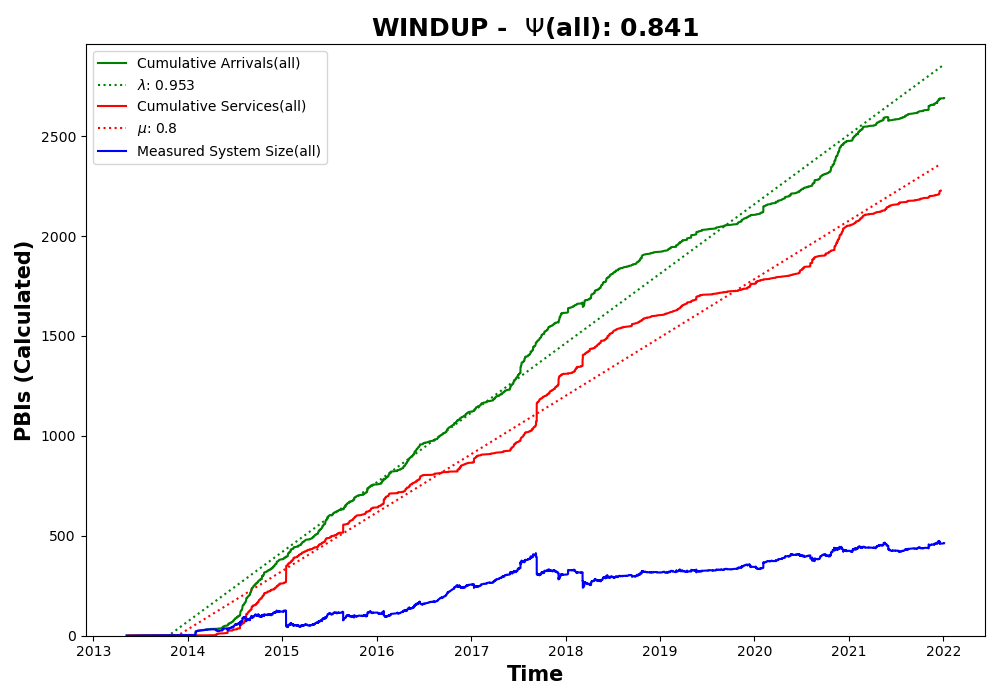 WINDUP - Ψ(all): 0.841
Cumulative Arrivals(all)
λ: 0.953
Cumulative Services(all)
μ: 0.8
Measured System Size(all)
PBIs (Calculated)
2500
2000
1500
1000
500
0
2013 2014 2015 2016 2017 2018 2019 2020 2021 2022
Time